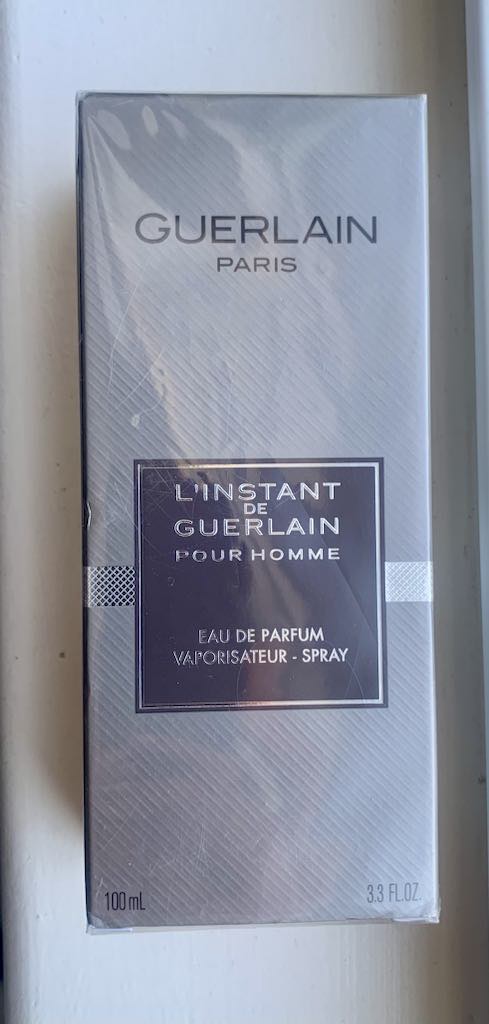 GUERLAIN
PARIS
L'INSTANT
DE
GUERLAIN
POUR HOMME
EAU DE PARFUM
VAPORISATEUR - SPRAY
100 mL
3.3 FL.OZ.